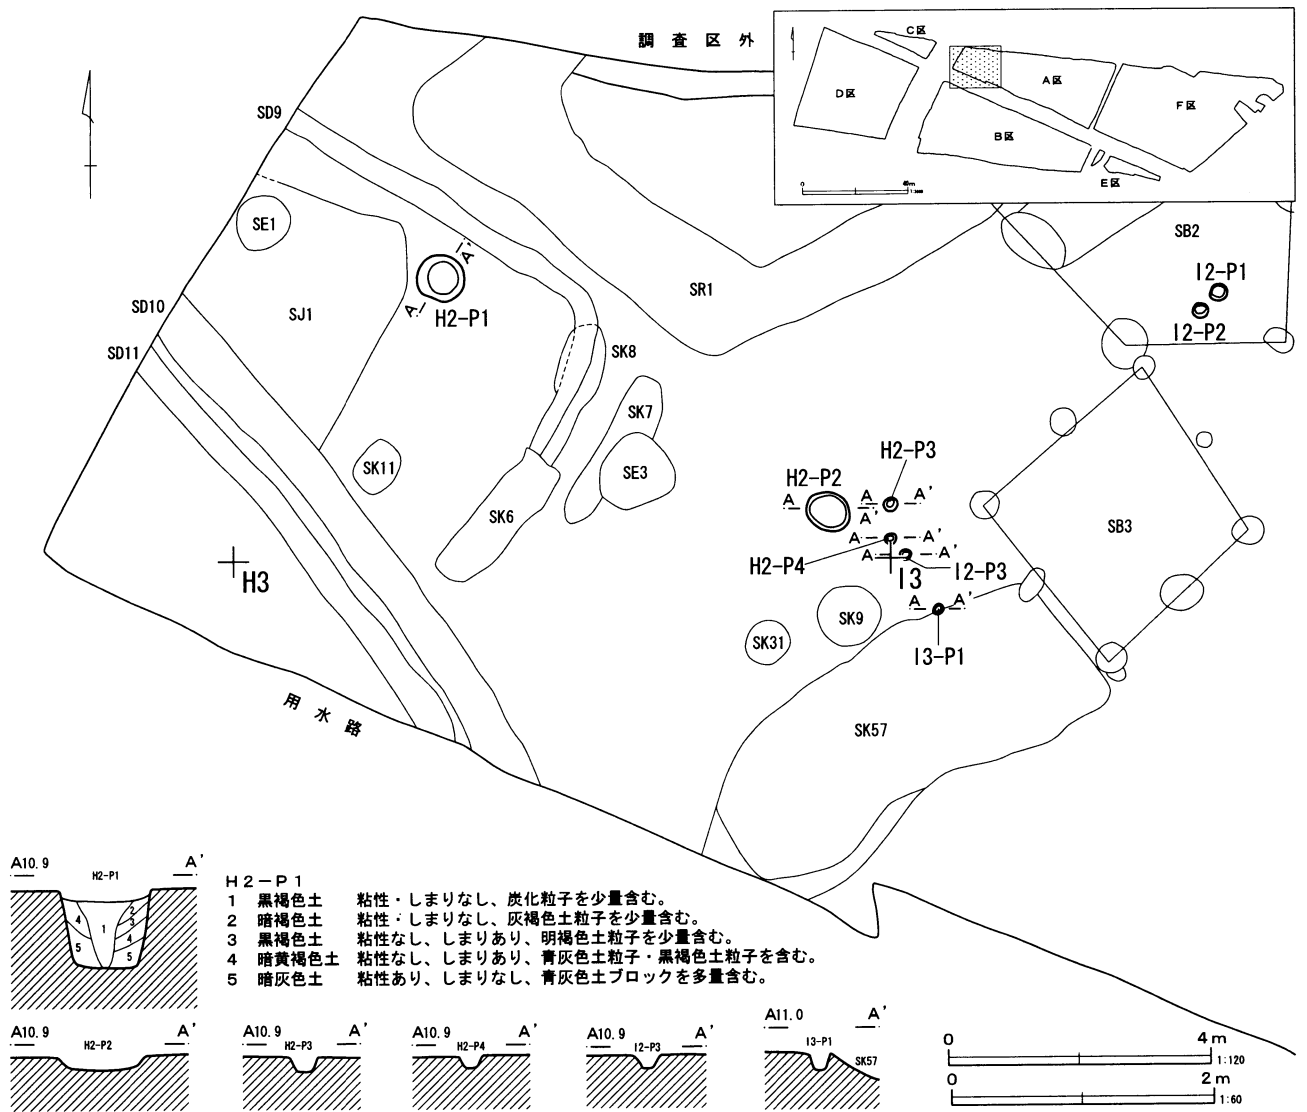 調査区外
C区
A区
D区
F区
B区
E区
0
1:1600
SD9
SE1
A'
A
H2-P1
SJ1
SD10
SD11
SR1
SK8
SK7
SE3
SK11
SK6
H3
用水路
SB2
I2-P1
I2-P2
H2-P3
H2-P2
A A A'
A'
A A'
A A'
H2-P4
I3
I2-P3
SB3
A A'
SK9
SK31
I3-P1
SK57
A10.9 A'
H2-P1
4 1 2 3 4 5 5
H2-P1
1 黒褐色土 粘性・しまりなし、炭化粒子を少量含む。
2 暗褐色土 粘性・しまりなし、灰褐色土粒子を少量含む。
3 黒褐色土 粘性なし、しまりあり、明褐色土粒子を少量含む。
4 暗黄褐色土 粘性なし、しまりあり、青灰色土粒子・黒褐色土粒子を含む。
5 暗灰色土 粘性あり、しまりなし、青灰色土ブロックを多量含む。
A10.9 A'
H2-P2
A10.9 A'
H2-P3
A10.9 A'
H2-P4
A10.9 A'
I2-P3
A11.0 A'
I3-P1
SK57
0 4m
1:120
0 2m
1:60